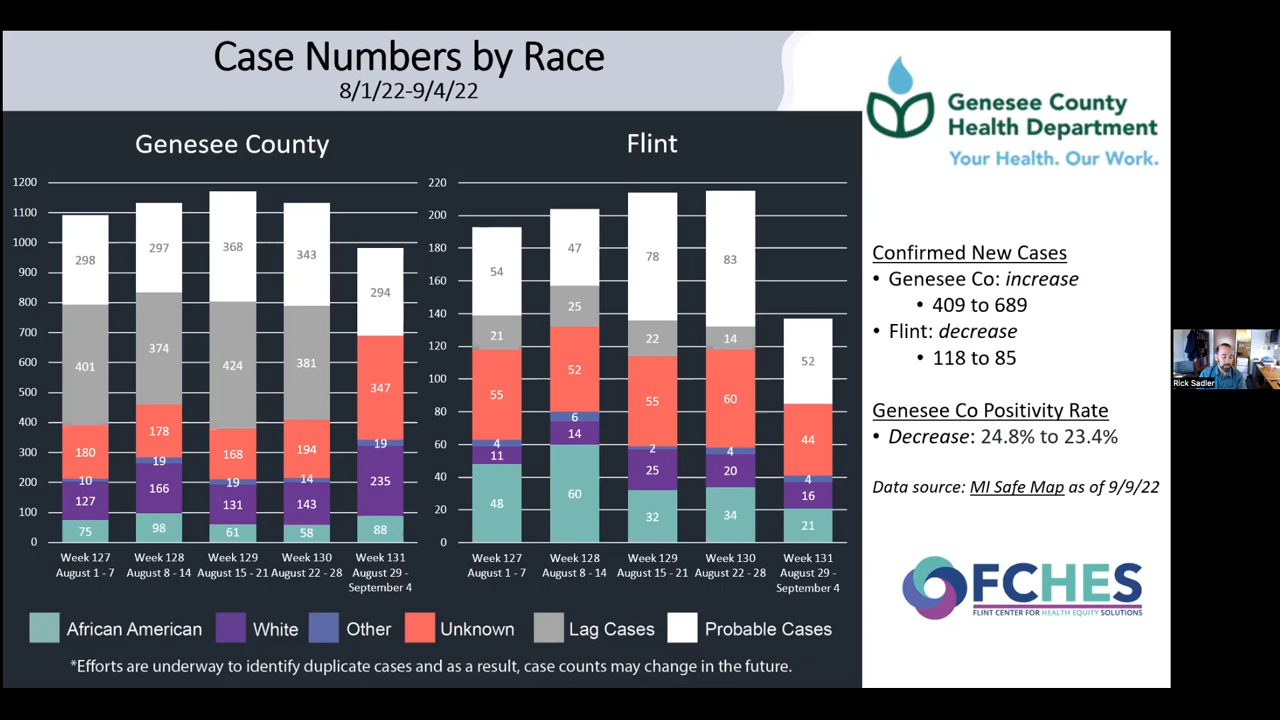 Case Numbers by Race
8/1/22-9/4/22
Genesee County
1200
1100
1000
900
800
700
600
500
400
300
200
100
0
298
401
180
10
127
75
297
374
178
19
166
98
368
424
168
19
131
61
343
381
194
14
143
58
294
347
19
235
88
Week 127
August 1 - 7
Week 128
August 8 - 14
Week 129
August 15 - 21
Week 130
August 22 - 28
Week 131
August 29 -
September 4
Flint
220
200
180
160
140
120
100
80
60
40
20
0
54
21
55
4
11
48
47
25
52
6
14
60
78
22
55
2
25
32
83
14
60
4
20
34
52
44
4
16
21
Week 127
August 1 - 7
Week 128
August 8 - 14
Week 129
August 15 - 21
Week 130
August 22 - 28
Week 131
August 29 -
September 4
African American
White
Other
Unknown
Lag Cases
Probable Cases
*Efforts are underway to identify duplicate cases and as a result, case counts may change in the future.
Genesee County
Health Department
Your Health. Our Work.
Confirmed New Cases
• Genesee Co: increase
• 409 to 689
• Flint: decrease
• 118 to 85
Genesee Co Positivity Rate
• Decrease: 24.8% to 23.4%
Data source: MI Safe Map as of 9/9/22
FCHES
FLINT CENTER FOR HEALTH EQUITY SOLUTIONS
Rick Sadler